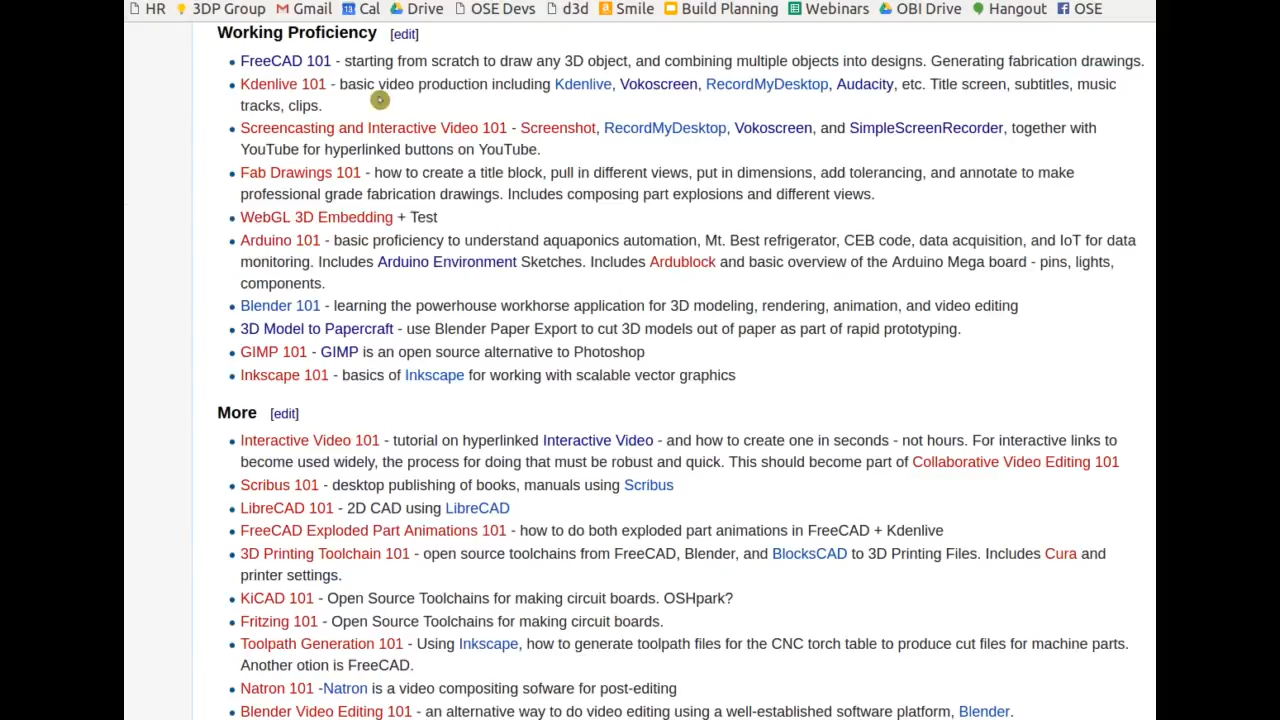 HR 3DP Group Gmail Cal Drive OSE Devs d3d Smile Build Planning Webinars OBI Drive Hangout OSE
Working Proficiency [edit]
FreeCAD 101 - starting from scratch to draw any 3D object, and combining multiple objects into designs. Generating fabrication drawings.
Kdenlive 101 - basic video production including Kdenlive, Vokoscreen, RecordMyDesktop, Audacity, etc. Title screen, subtitles, music
tracks, clips.
Screencasting and Interactive Video 101 - Screenshot, RecordMyDesktop, Vokoscreen, and SimpleScreenRecorder, together with
YouTube for hyperlinked buttons on YouTube.
Fab Drawings 101 - how to create a title block, pull in different views, put in dimensions, add tolerancing, and annotate to make
professional grade fabrication drawings. Includes composing part explosions and different views.
WebGL 3D Embedding + Test
Arduino 101 - basic proficiency to understand aquaponics automation, Mt. Best refrigerator, CEB code, data acquisition, and IoT for data
monitoring. Includes Arduino Environment Sketches. Includes Ardublock and basic overview of the Arduino Mega board - pins, lights,
components.
Blender 101 - learning the powerhouse workhorse application for 3D modeling, rendering, animation, and video editing
3D Model to Papercraft - use Blender Paper Export to cut 3D models out of paper as part of rapid prototyping.
GIMP 101 - GIMP is an open source alternative to Photoshop
Inkscape 101 - basics of Inkscape for working with scalable vector graphics
More [edit]
Interactive Video 101 - tutorial on hyperlinked Interactive Video - and how to create one in seconds - not hours. For interactive links to
become used widely, the process for doing that must be robust and quick. This should become part of Collaborative Video Editing 101
Scribus 101 - desktop publishing of books, manuals using Scribus
LibreCAD 101 - 2D CAD using LibreCAD
FreeCAD Exploded Part Animations 101 - how to do both exploded part animations in FreeCAD + Kdenlive
3D Printing Toolchain 101 - open source toolchains from FreeCAD, Blender, and BlocksCAD to 3D Printing Files. Includes Cura and
printer settings.
KiCAD 101 - Open Source Toolchains for making circuit boards. OSHpark?
Fritzing 101 - Open Source Toolchains for making circuit boards.
Toolpath Generation 101 - Using Inkscape, how to generate toolpath files for the CNC torch table to produce cut files for machine parts.
Another otion is FreeCAD.
Natron 101 -Natron is a video compositing sofware for post-editing
Blender Video Editing 101 - an alternative way to do video editing using a well-established software platform, Blender.